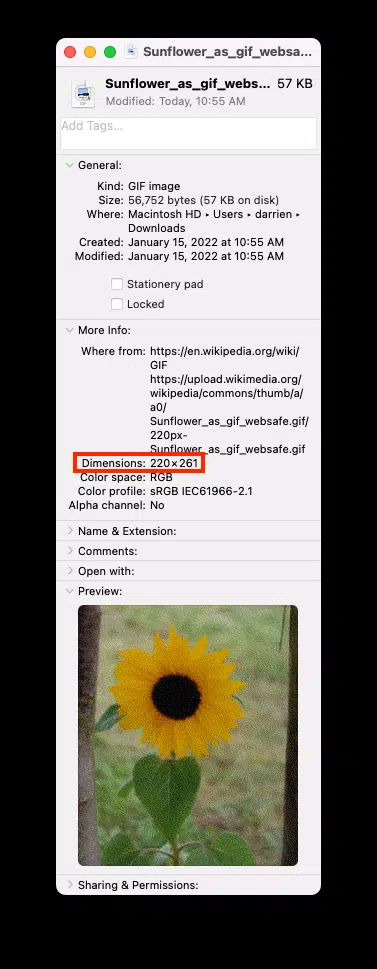 Sunflower_as_gif_websa...
Sunflower_as_gif_webs... 57 KB
Modified: Today, 10:55 AM
Add Tags...
General:
Kind: GIF image
Size: 56,752 bytes (57 KB on disk)
Where: Macintosh HD ▸ Users ▸ darrien ▸
Downloads
Created: January 15, 2022 at 10:55 AM
Modified: January 15, 2022 at 10:55 AM
Stationery pad
Locked
More Info:
Where from: https://en.wikipedia.org/wiki/
GIF
https://upload.wikimedia.org/
wikipedia/commons/thumb/a/
a0/
Sunflower_as_gif_websafe.gif/
220px-
Sunflower_as_gif_websafe.gif
Dimensions: 220×261
Color space: RGB
Color profile: sRGB IEC61966-2.1
Alpha channel: No
Name & Extension:
Comments:
Open with:
Preview:
Sharing & Permissions: